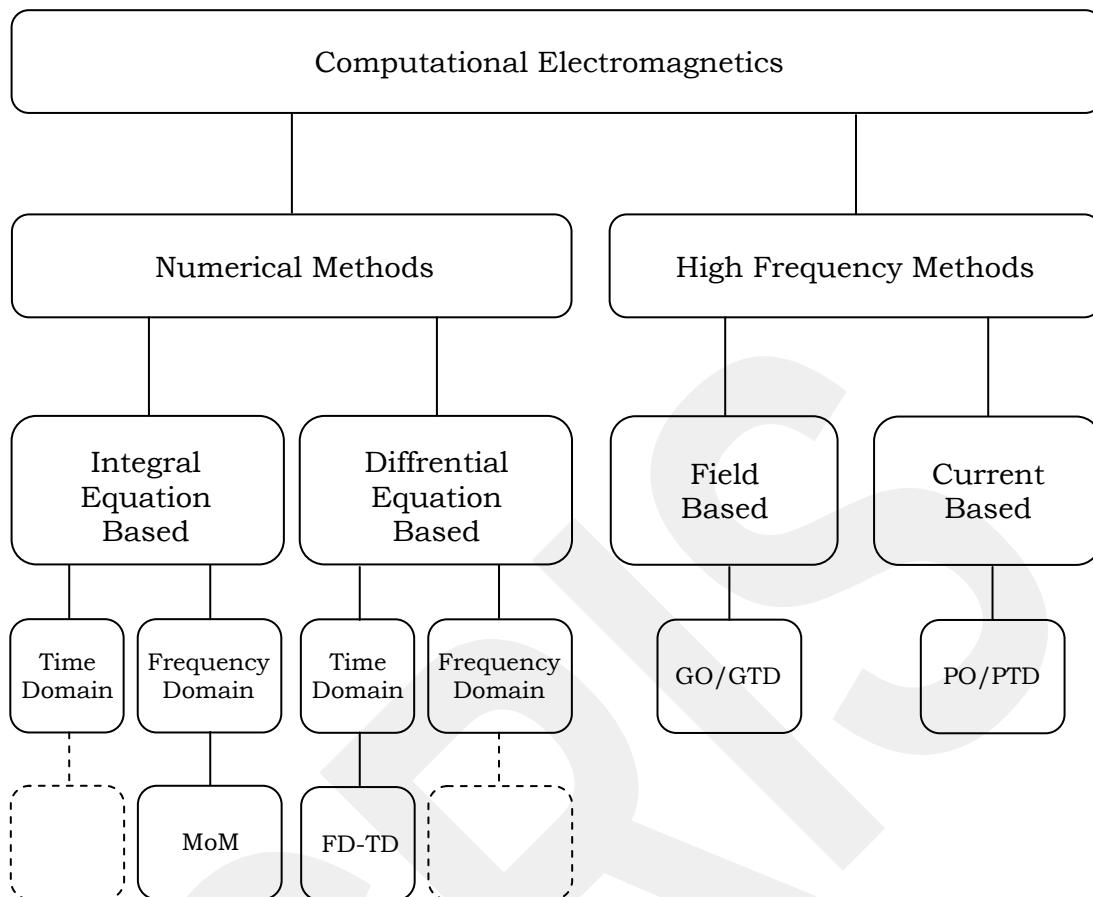 Computational Electromagnetics
Numerical Methods
High Frequency Methods
Integral
Equation
Based
Diffrential
Equation
Based
Field
Based
Current
Based
Time
Domain
Frequency
Domain
Time
Domain
Frequency
Domain
GO/GTD
PO/PTD
MoM
FD-TD